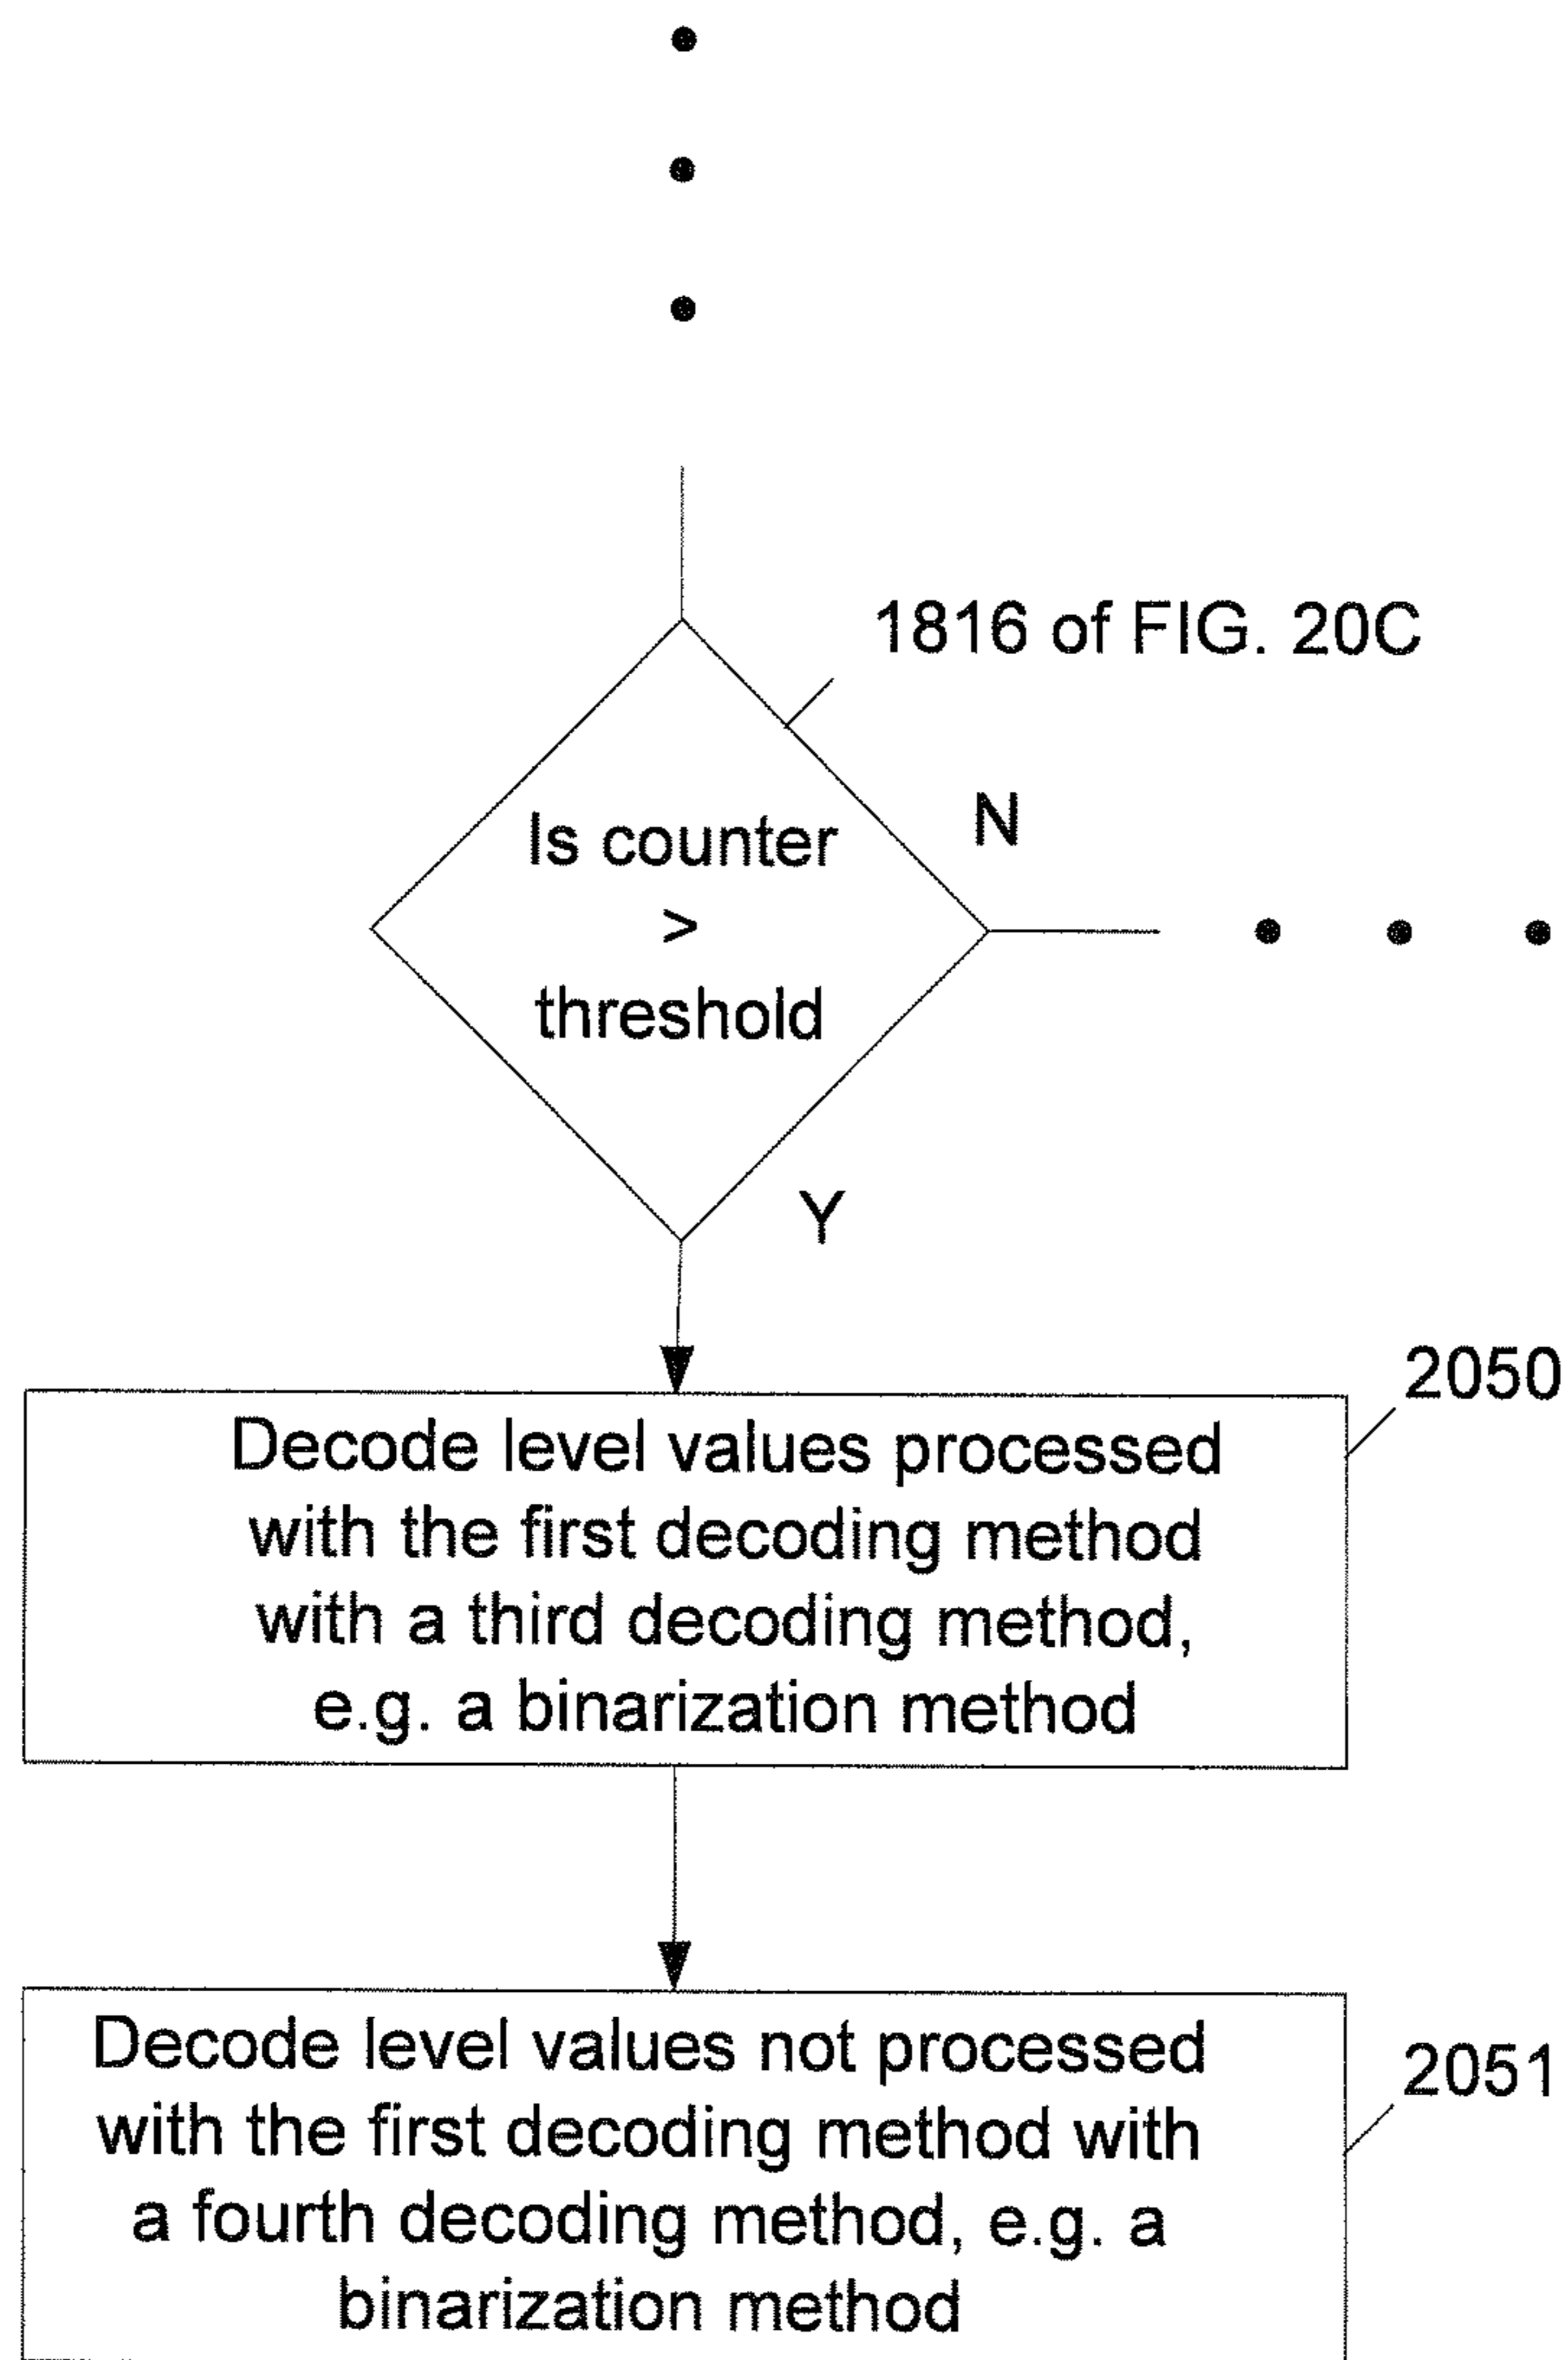 1816 of FIG. 20C
Is counter
>
threshold
N
Y
2050
Decode level values processed
with the first decoding method
with a third decoding method,
e.g. a binarization method
2051
Decode level values not processed
with the first decoding method with
a fourth decoding method, e.g. a
binarization method